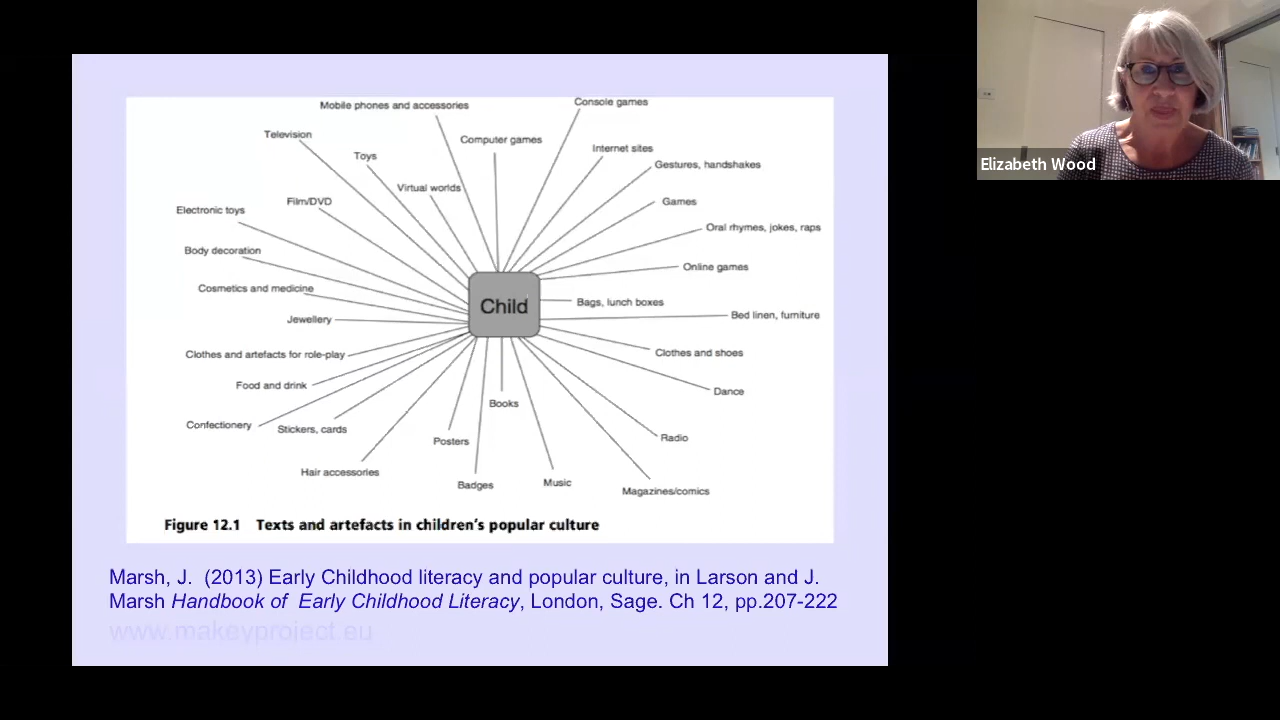 Mobile phones and accessories
Console games
Television
Computer games
Toys
Internet sites
Gestures, handshakes
Virtual worlds
Film/DVD
Games
Electronic toys
Oral rhymes, jokes, raps
Body decoration
Online games
Cosmetics and medicine
Child
Bags, lunch boxes
Jewellery
Bed linen, furniture
Clothes and artefacts for role-play
Clothes and shoes
Food and drink
Dance
Books
Confectionery
Stickers, cards
Posters
Radio
Hair accessories
Badges
Music
Magazines/comics
Figure 12.1 Texts and artefacts in children's popular culture
Marsh, J. (2013) Early Childhood literacy and popular culture, in Larson and J.
Marsh Handbook of Early Childhood Literacy, London, Sage. Ch 12, pp.207-222
www.makeyproject.eu
Elizabeth Wood